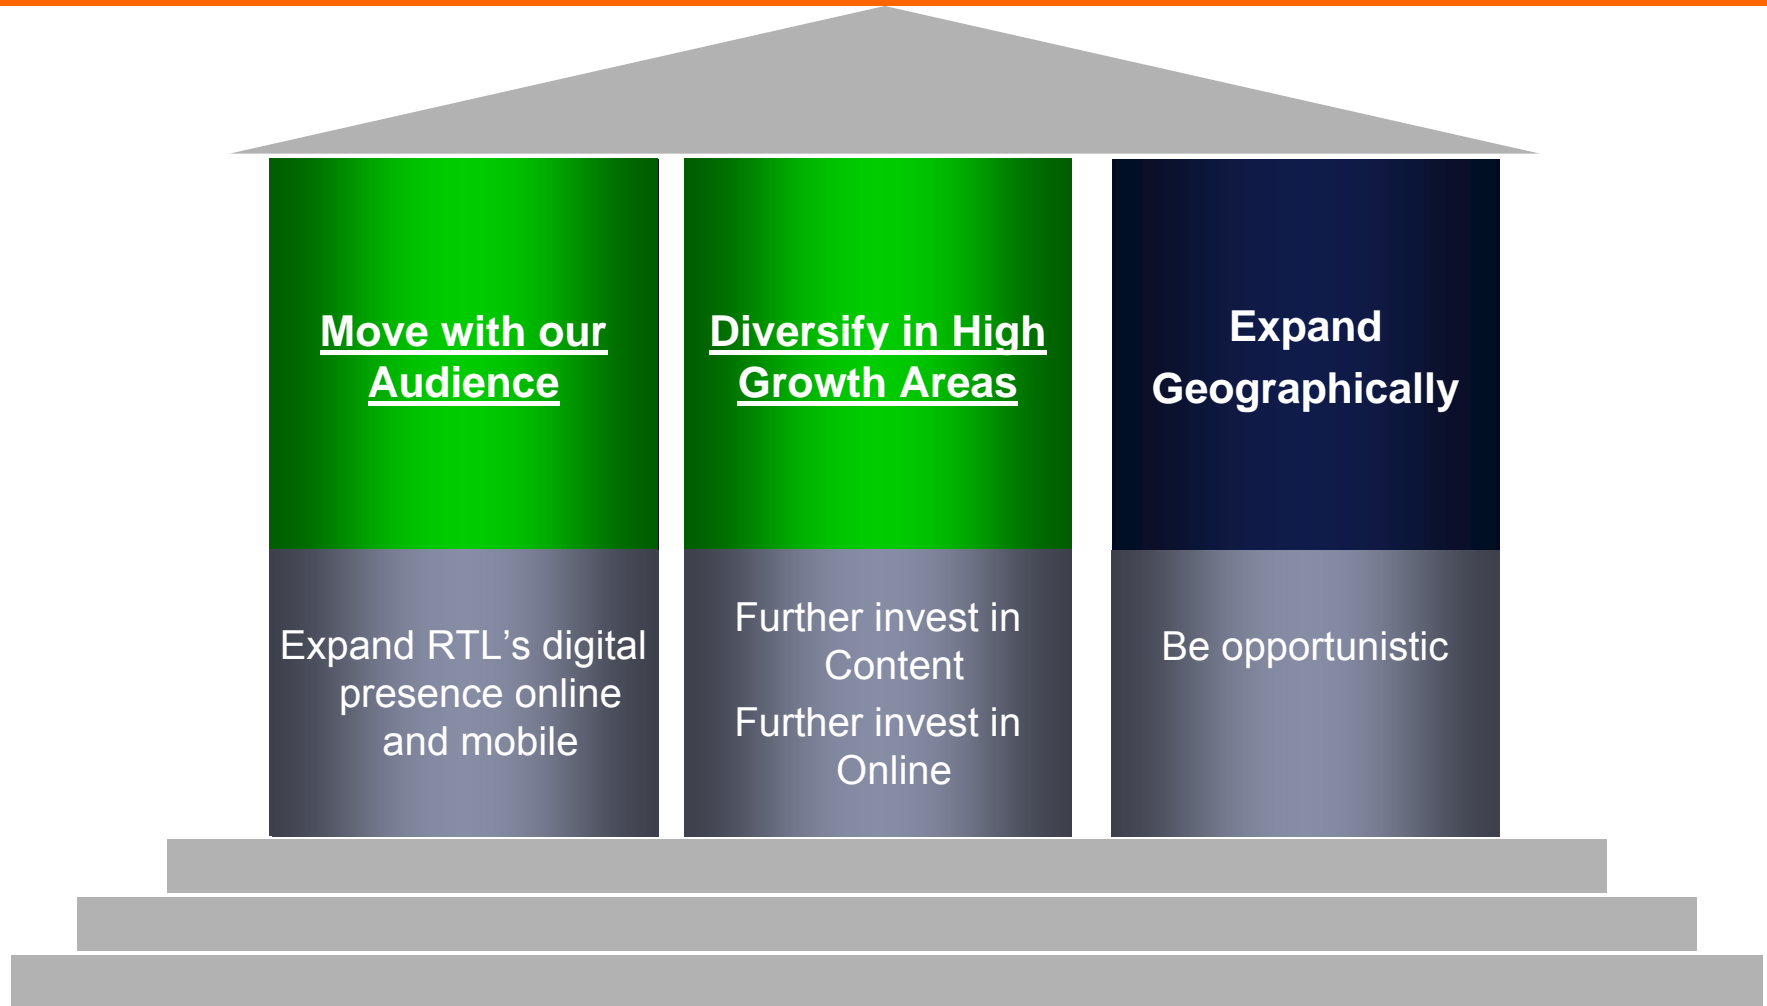 Move with our
Audience
Diversify in High
Growth Areas
Expand
Geographically
Expand RTL’s digital
presence online
and mobile
Further invest in
Content
Further invest in
Online
Be opportunistic